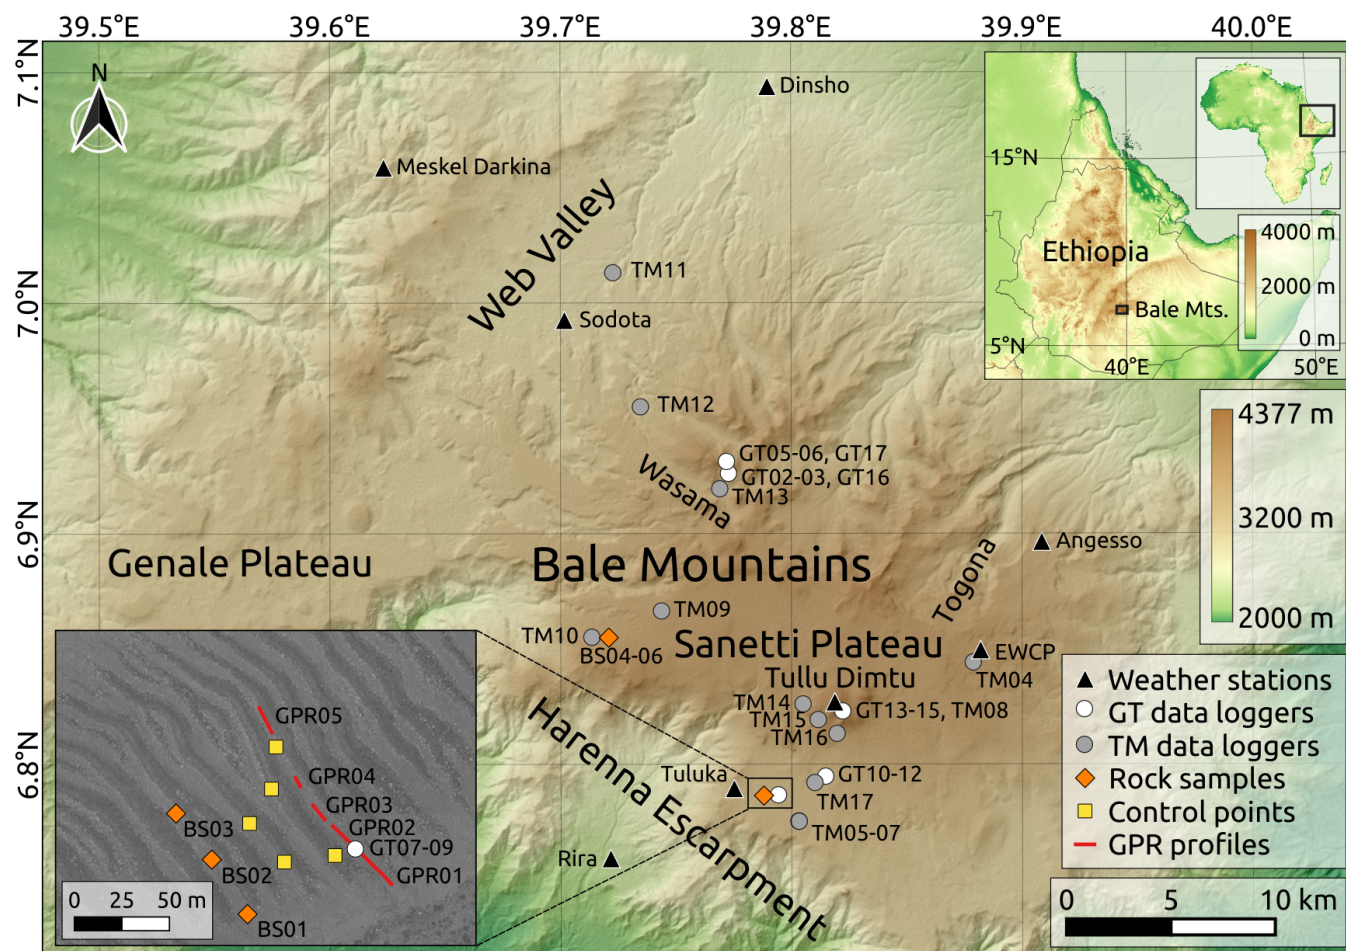 39.5°E
39.6°E
39.7°E
39.8°E
39.9°E
40.0°E
7.1°N
7.0°N
6.9°N
6.8°N
N
Dinsho
Meskel Darkina
Web Valley
TM11
Sodota
TM12
GT05-06, GT17
GT02-03, GT16
TM13
Wasama
Genale Plateau
Bale Mountains
Togona
Angesso
TM09
TM10
BS04-06
Sanetti Plateau
EWCP
TM04
Tullu Dimtu
TM14
GT13-15, TM08
TM15
TM16
Harenna Escarpment
Tuluka
GT10-12
TM17
TM05-07
Rira
15°N
Ethiopia
Bale Mts.
5°N
40°E
50°E
4000 m
2000 m
0 m
4377 m
3200 m
2000 m
Weather stations
GT data loggers
TM data loggers
Rock samples
Control points
GPR profiles
0 5 10 km
GPR05
GPR04
GPR03
GPR02
GT07-09
GPR01
BS03
BS02
BS01
0 25 50 m